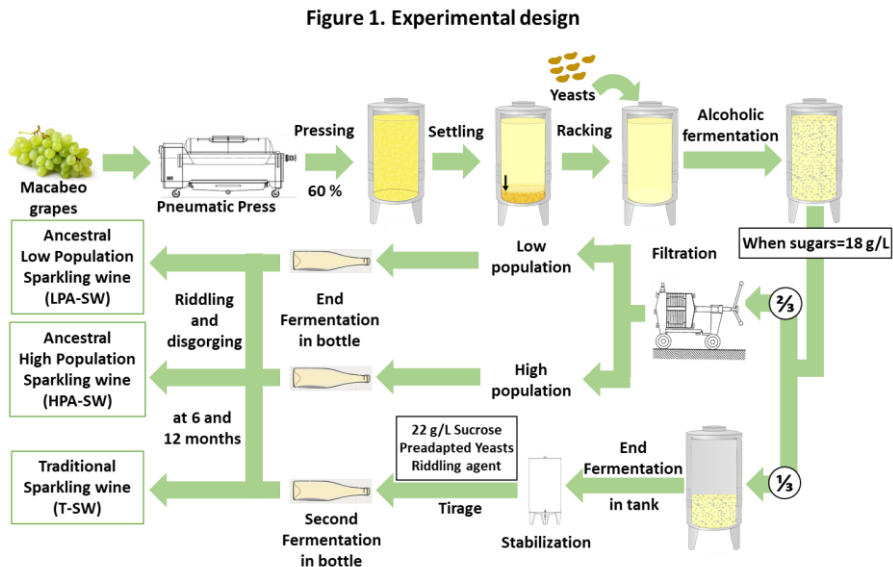 Figure 1. Experimental design
Macabeo
grapes
Pneumatic Press
Pressing
60 %
Settling
Yeasts
Racking
Alcoholic
fermentation
When sugars=18 g/L
Filtration
⅔
⅓
Low
population
High
population
End
Fermentation
in bottle
Riddling
and
disgorging
at 6 and
12 months
Ancestral
Low Population
Sparkling wine
(LPA-SW)
Ancestral
High Population
Sparkling wine
(HPA-SW)
Traditional
Sparkling wine
(T-SW)
End
Fermentation
in tank
Stabilization
22 g/L Sucrose
Preadapted Yeasts
Riddling agent
Tirage
Second
Fermentation
in bottle